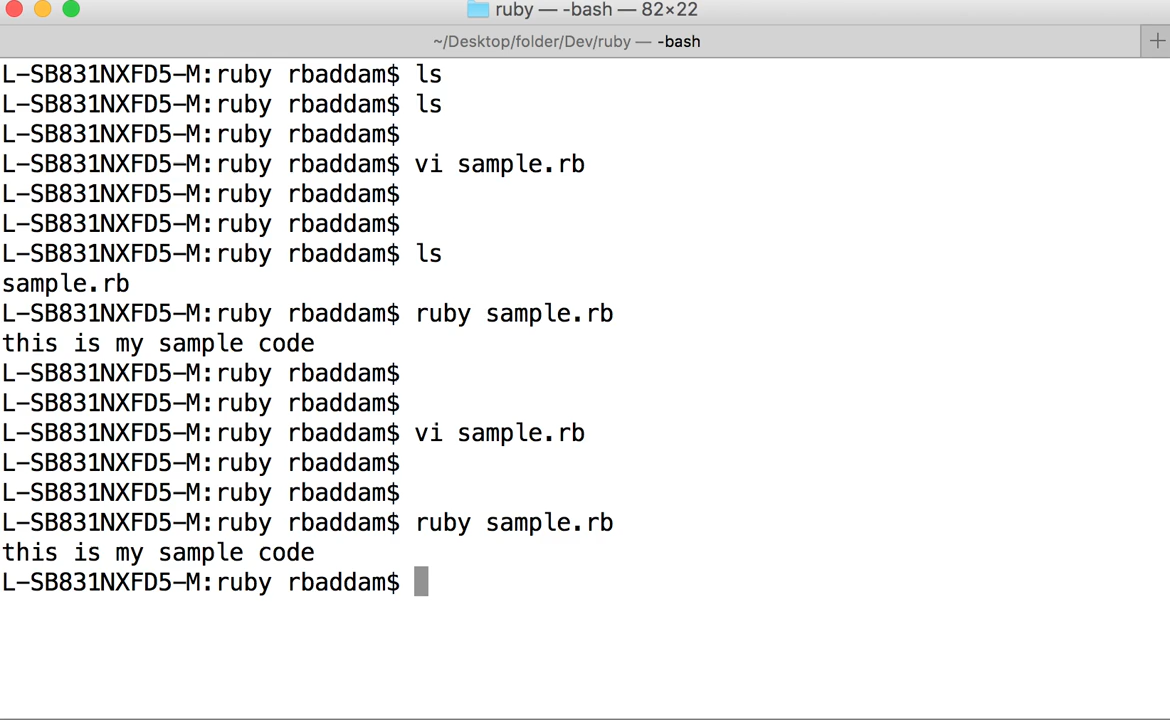 ruby — -bash — 82×22
~/Desktop/folder/Dev/ruby — -bash
L-SB831NXFD5-M:ruby rbaddam$ ls
L-SB831NXFD5-M:ruby rbaddam$ ls
L-SB831NXFD5-M:ruby rbaddam$
L-SB831NXFD5-M:ruby rbaddam$ vi sample.rb
L-SB831NXFD5-M:ruby rbaddam$
L-SB831NXFD5-M:ruby rbaddam$
L-SB831NXFD5-M:ruby rbaddam$ ls
sample.rb
L-SB831NXFD5-M:ruby rbaddam$ ruby sample.rb
this is my sample code
L-SB831NXFD5-M:ruby rbaddam$
L-SB831NXFD5-M:ruby rbaddam$
L-SB831NXFD5-M:ruby rbaddam$ vi sample.rb
L-SB831NXFD5-M:ruby rbaddam$
L-SB831NXFD5-M:ruby rbaddam$
L-SB831NXFD5-M:ruby rbaddam$ ruby sample.rb
this is my sample code
L-SB831NXFD5-M:ruby rbaddam$